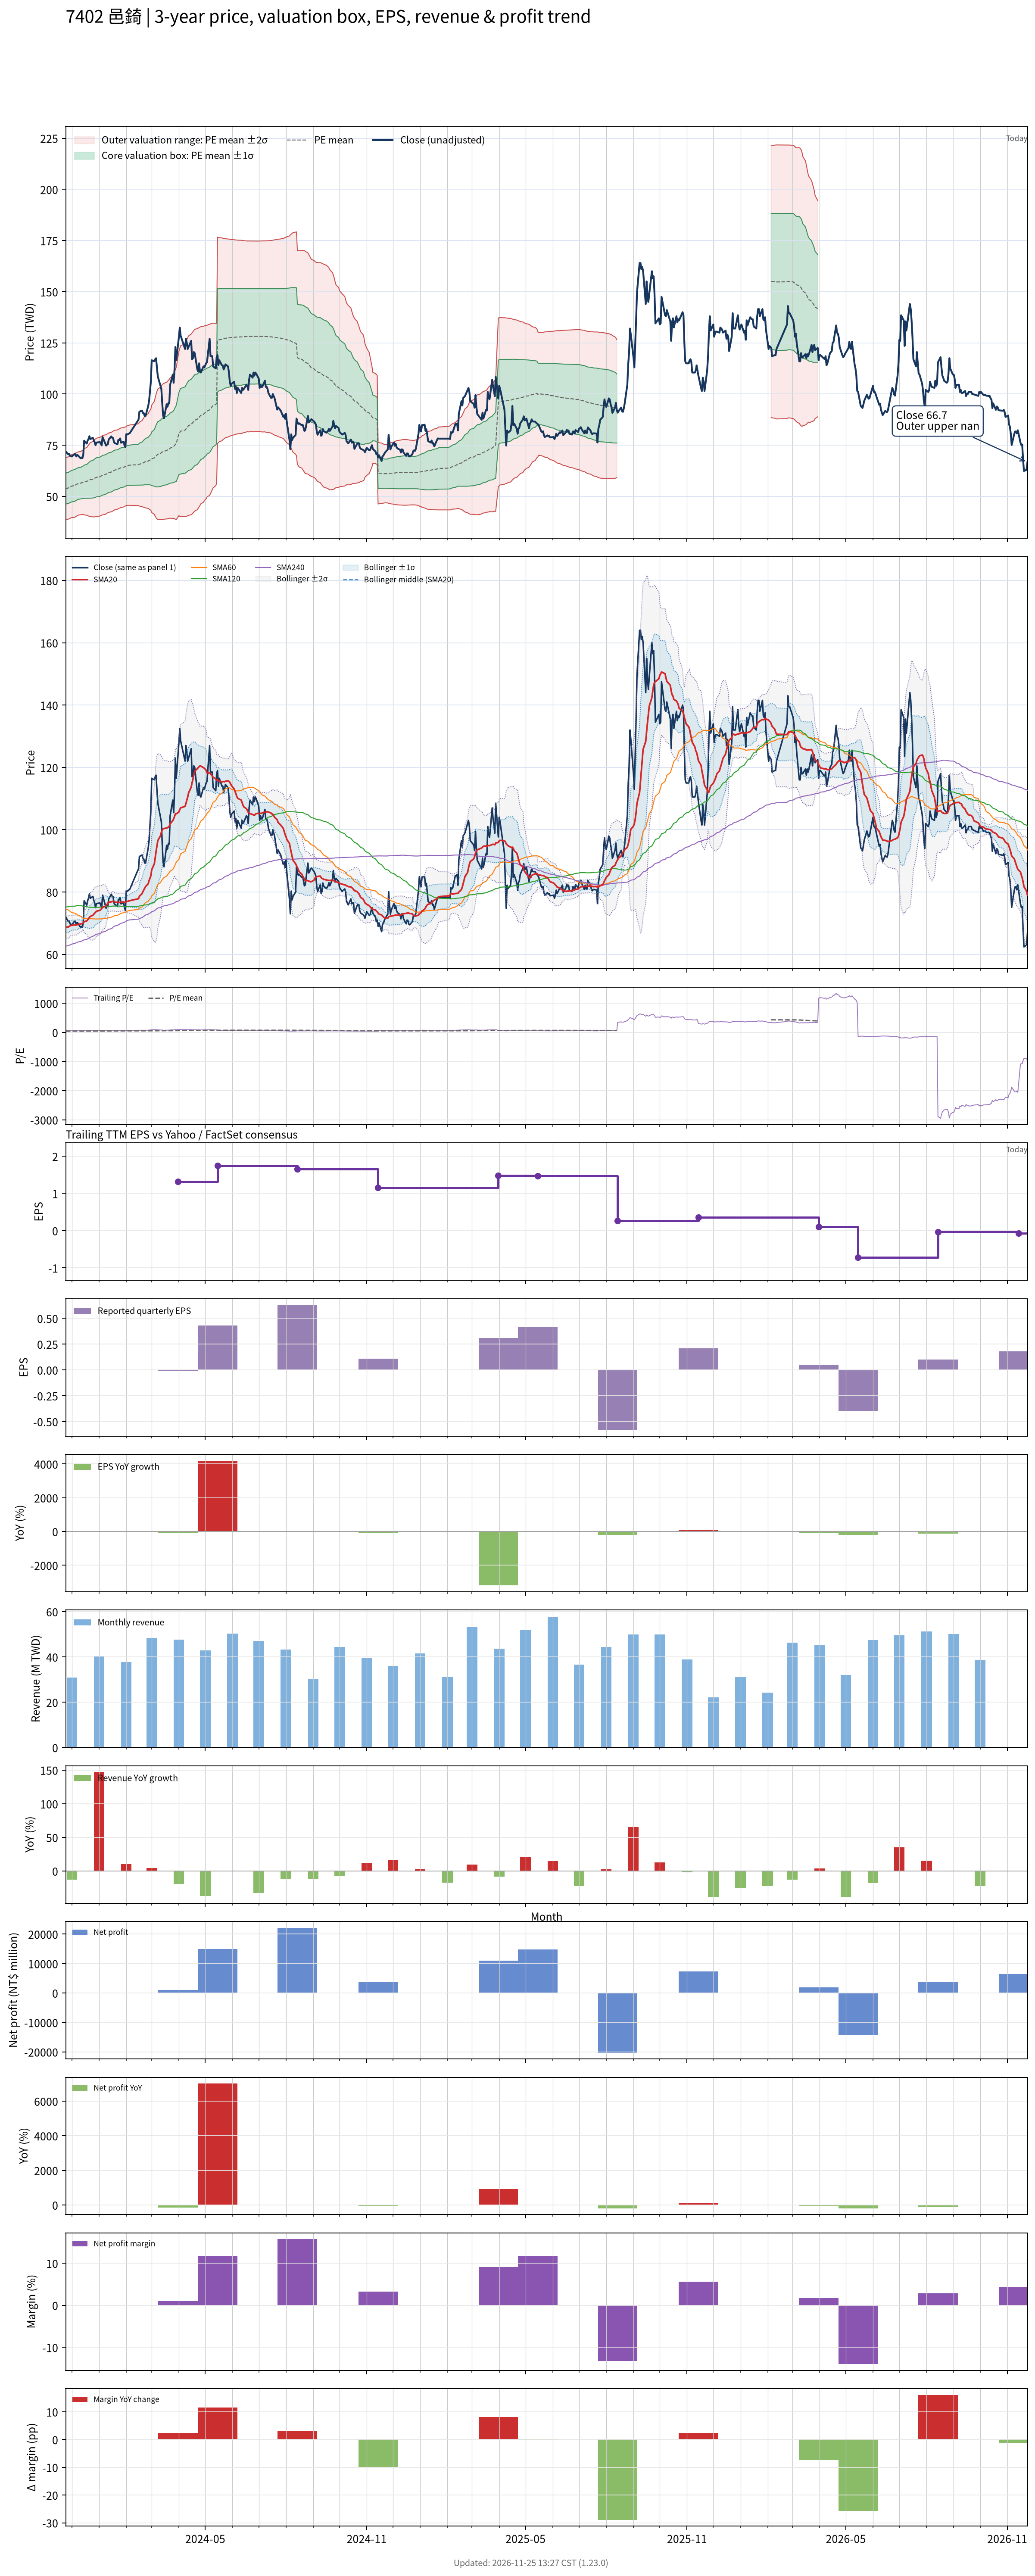 7402 邑錡 | 3-year price, valuation box, EPS, revenue & profit trend
Outer valuation range: PE mean ±2σ
PE mean
Close (unadjusted)
Core valuation box: PE mean ±1σ
Today
225
200
175
150
125
100
75
50
Price (TWD)
Close 66.7
Outer upper nan
Close (same as panel 1)
SMA20
SMA60
SMA120
SMA240
Bollinger ±2σ
Bollinger ±1σ
Bollinger middle (SMA20)
180
160
140
120
100
80
60
Price
Trailing P/E
P/E mean
1000
0
-1000
-2000
-3000
P/E
Trailing TTM EPS vs Yahoo / FactSet consensus
Today
2
1
0
-1
EPS
Reported quarterly EPS
0.50
0.25
0.00
-0.25
-0.50
EPS
EPS YoY growth
4000
2000
0
-2000
YoY (%)
Monthly revenue
60
40
20
0
Revenue (M TWD)
Revenue YoY growth
150
100
50
0
YoY (%)
Month
Net profit
20000
10000
0
-10000
-20000
Net profit (NT$ million)
Net profit YoY
6000
4000
2000
0
YoY (%)
Net profit margin
10
0
-10
Margin (%)
Margin YoY change
10
0
-10
-20
-30
Δ margin (pp)
2024-05
2024-11
2025-05
2025-11
2026-05
2026-11
Updated: 2026-11-25 13:27 CST (1.23.0)